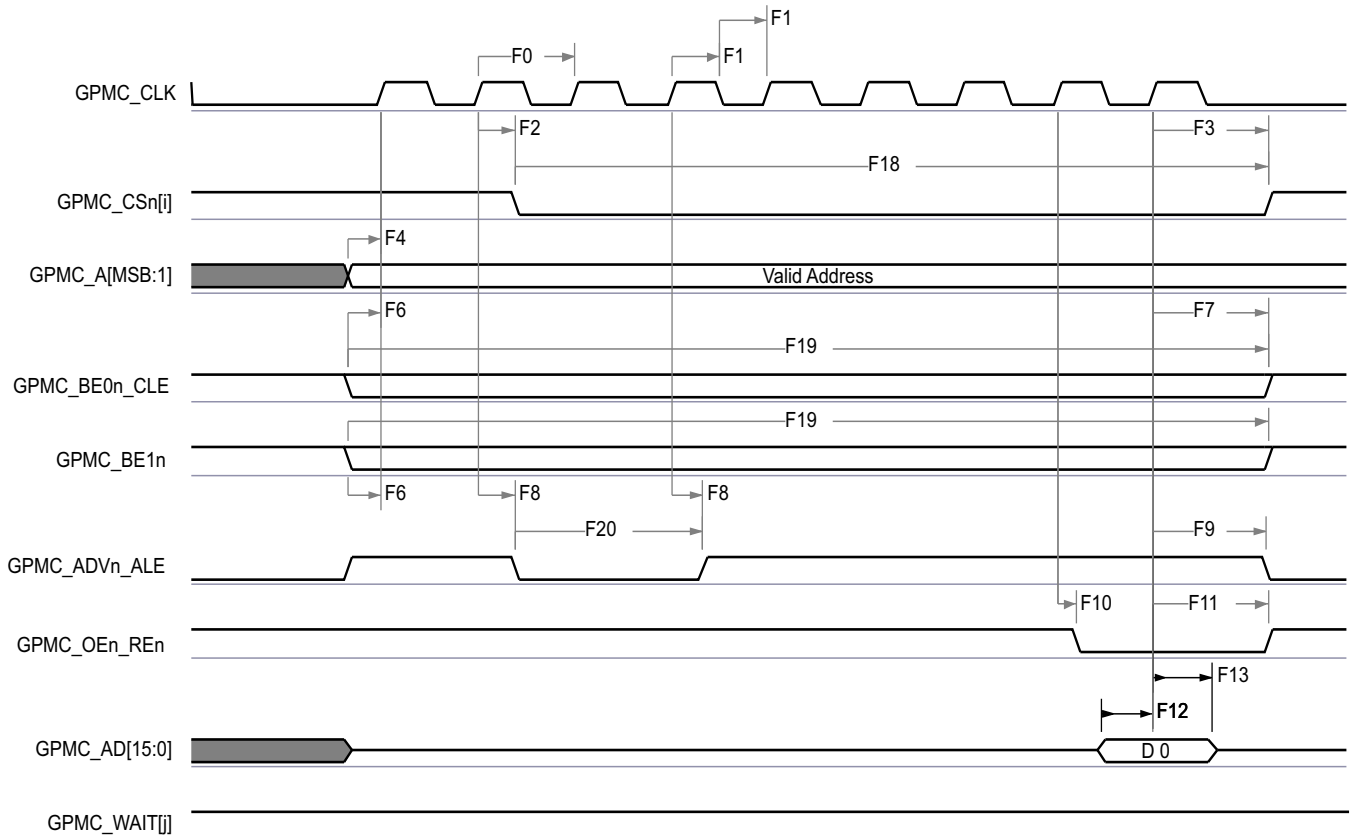 F1
F0
F1
GPMC_CLK
F2
F3
F18
GPMC_CSn[i]
F4
GPMC_A[MSB:1]
Valid Address
F6
F7
F19
GPMC_BE0n_CLE
F19
GPMC_BE1n
F6
F8
F8
F20
F9
GPMC_ADVn_ALE
F10
F11
GPMC_OEn_REn
F13
F12
GPMC_AD[15:0]
D 0
GPMC_WAIT[j]